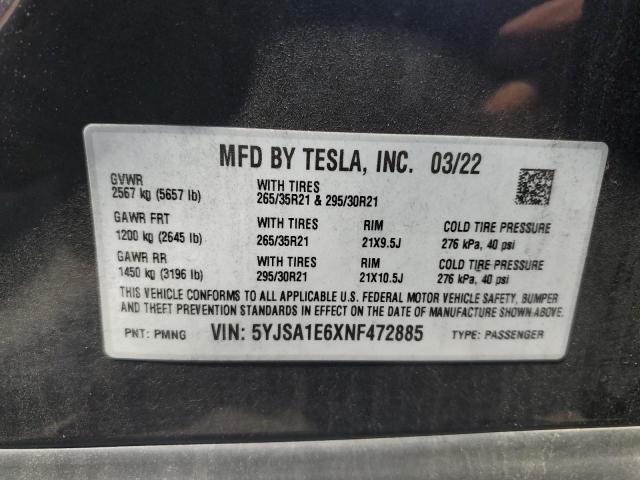 MFD BY TESLA, INC. 03/22
GVWR
2567 kg (5657 lb)
WITH TIRES
265/35R21 & 295/30R21
GAWR FRT
1200 kg (2645 lb)
WITH TIRES
265/35R21
RIM
21X9.5J
COLD TIRE PRESSURE
276 kPa, 40 psi
GAWR RR
1450 kg (3196 lb)
WITH TIRES
295/30R21
RIM
21X10.5J
COLD TIRE PRESSURE
276 kPa, 40 psi
THIS VEHICLE CONFORMS TO ALL APPLICABLE U.S. FEDERAL MOTOR VEHICLE SAFETY, BUMPER
AND THEFT PREVENTION STANDARDS IN EFFECT ON THE DATE OF MANUFACTURE SHOWN ABOVE.
PNT: PMNG VIN: 5YJSA1E6XNF472885 TYPE: PASSENGER